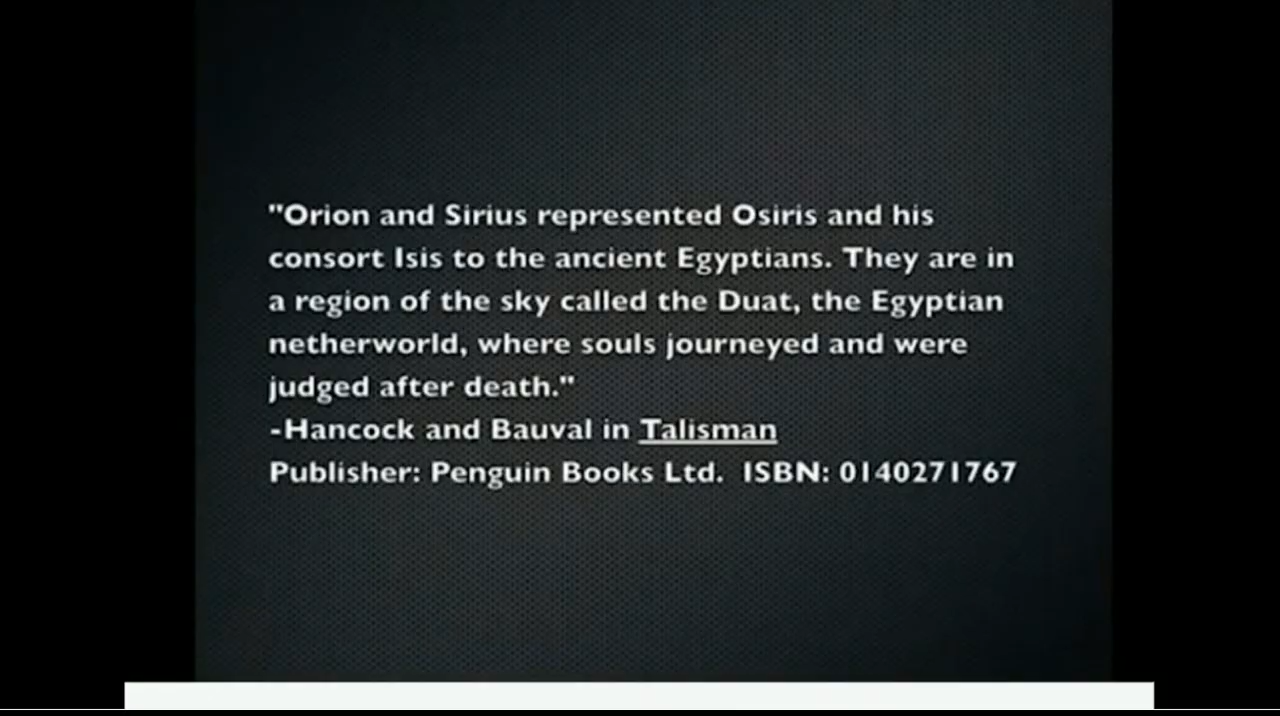 "Orion and Sirius represented Osiris and his
consort Isis to the ancient Egyptians. They are in
a region of the sky called the Duat, the Egyptian
netherworld, where souls journeyed and were
judged after death."
-Hancock and Bauval in Talisman
Publisher: Penguin Books Ltd. ISBN: 0140271767